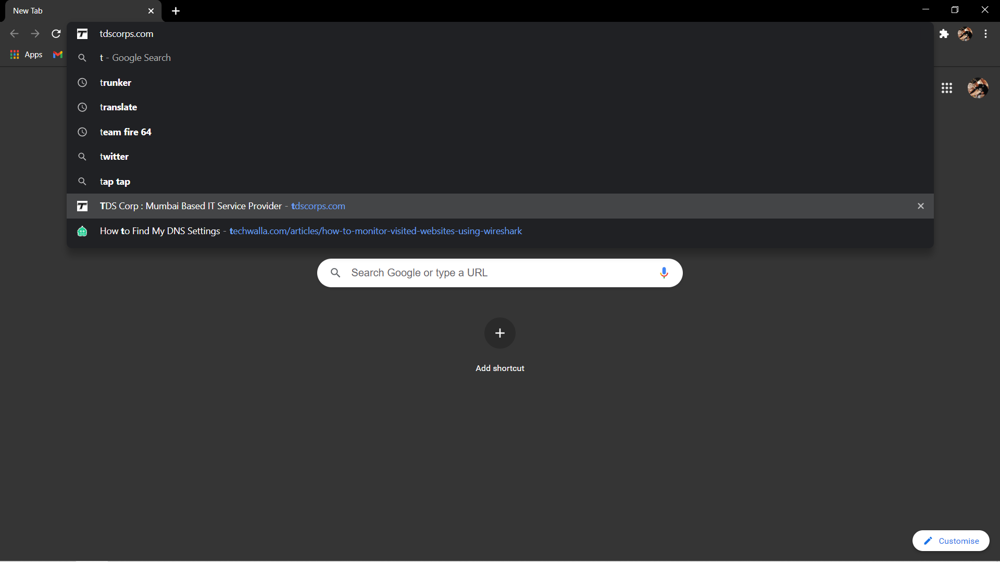 New Tab
tdscorps.com
t - Google Search
Apps
trunker
translate
team fire 64
twitter
tap tap
TDS Corp : Mumbai Based IT Service Provider - tdscorps.com
How to Find My DNS Settings - techwalla.com/articles/how-to-monitor-visited-websites-using-wireshark
Search Google or type a URL
Add shortcut
Customise